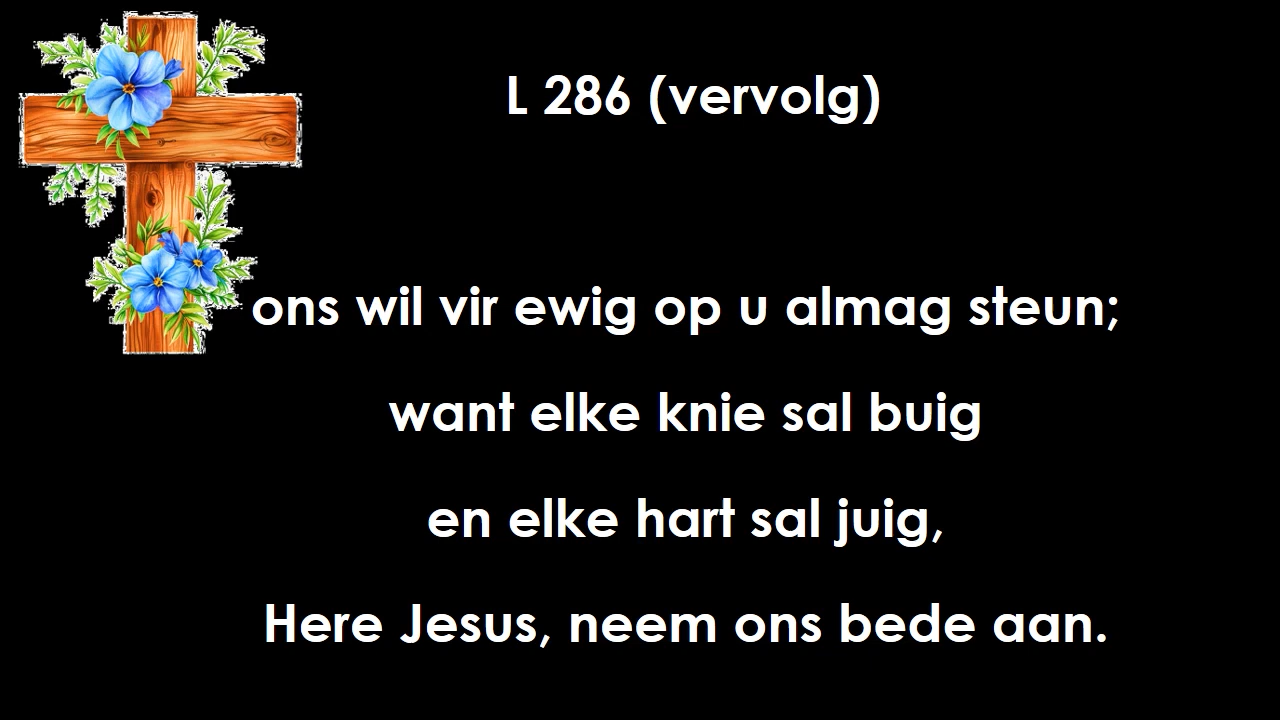 L 286 (vervolg)
ons wil vir ewig op u almag steun;
want elke knie sal buig
en elke hart sal juig,
Here Jesus, neem ons bede aan.